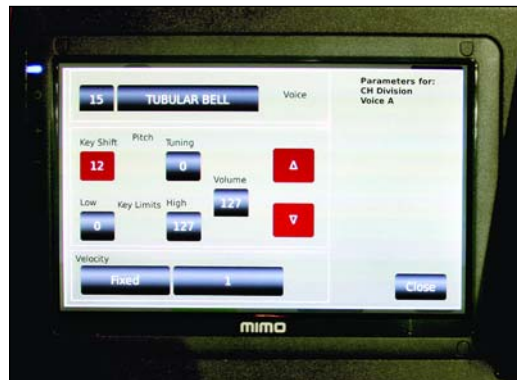 15 TUBULAR BELL Voice
Parameters for:
CH Division
Voice A
Key Shift Pitch Tuning
12 0 Δ
Volume
127
Low Key Limits High
0 127 ∇
Velocity
Fixed 1
Close
mimo